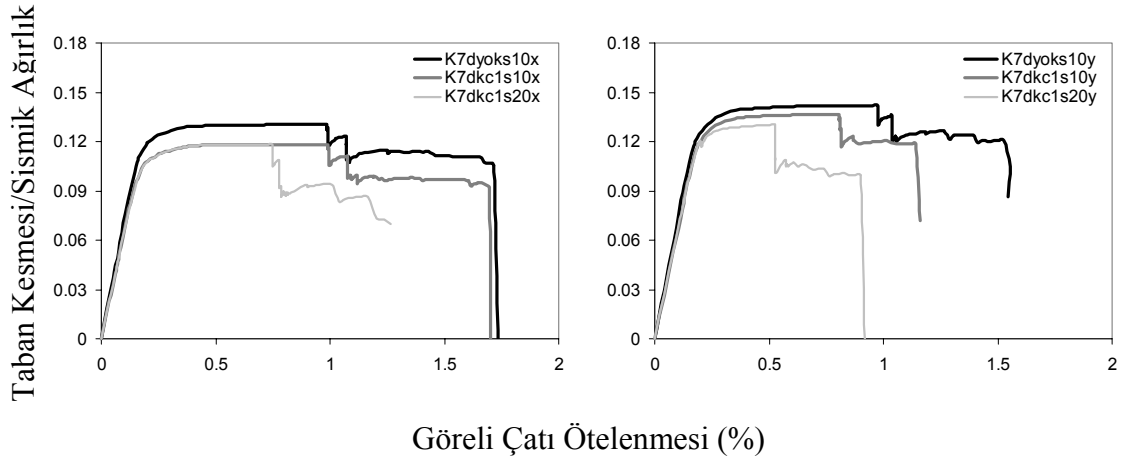 Taban Kesmesi/Sismik Ağırlık
0.18
0.15
0.12
0.09
0.06
0.03
0
K7dyoks10x
K7dkc1s10x
K7dkc1s20x
0 0.5 1 1.5 2
0.18
0.15
0.12
0.09
0.06
0.03
0
K7dyoks10y
K7dkc1s10y
K7dkc1s20y
0 0.5 1 1.5 2
Göreli Çatı Ötelenmesi (%)